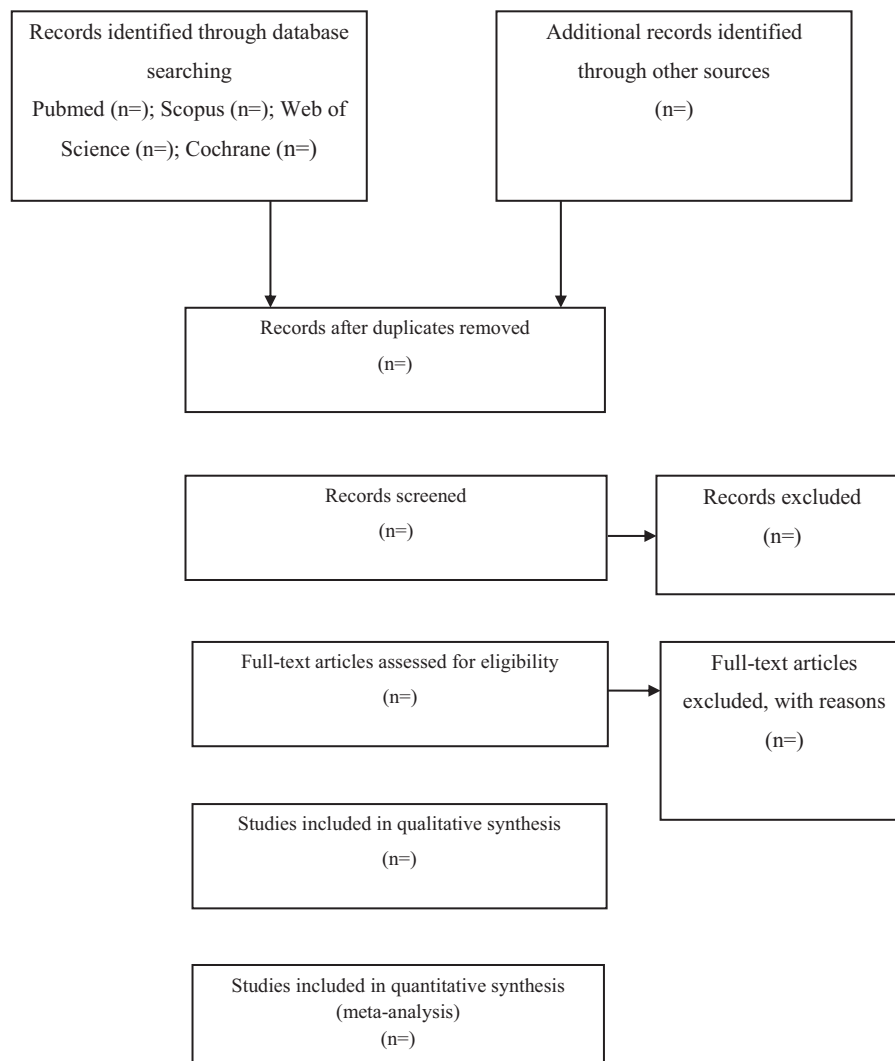 Records identified through database
searching
Pubmed (n=); Scopus (n=); Web of
Science (n=); Cochrane (n=)
Additional records identified
through other sources
(n=)
Records after duplicates removed
(n=)
Records screened
(n=)
Records excluded
(n=)
Full-text articles assessed for eligibility
(n=)
Full-text articles
excluded, with reasons
(n=)
Studies included in qualitative synthesis
(n=)
Studies included in quantitative synthesis
(meta-analysis)
(n=)